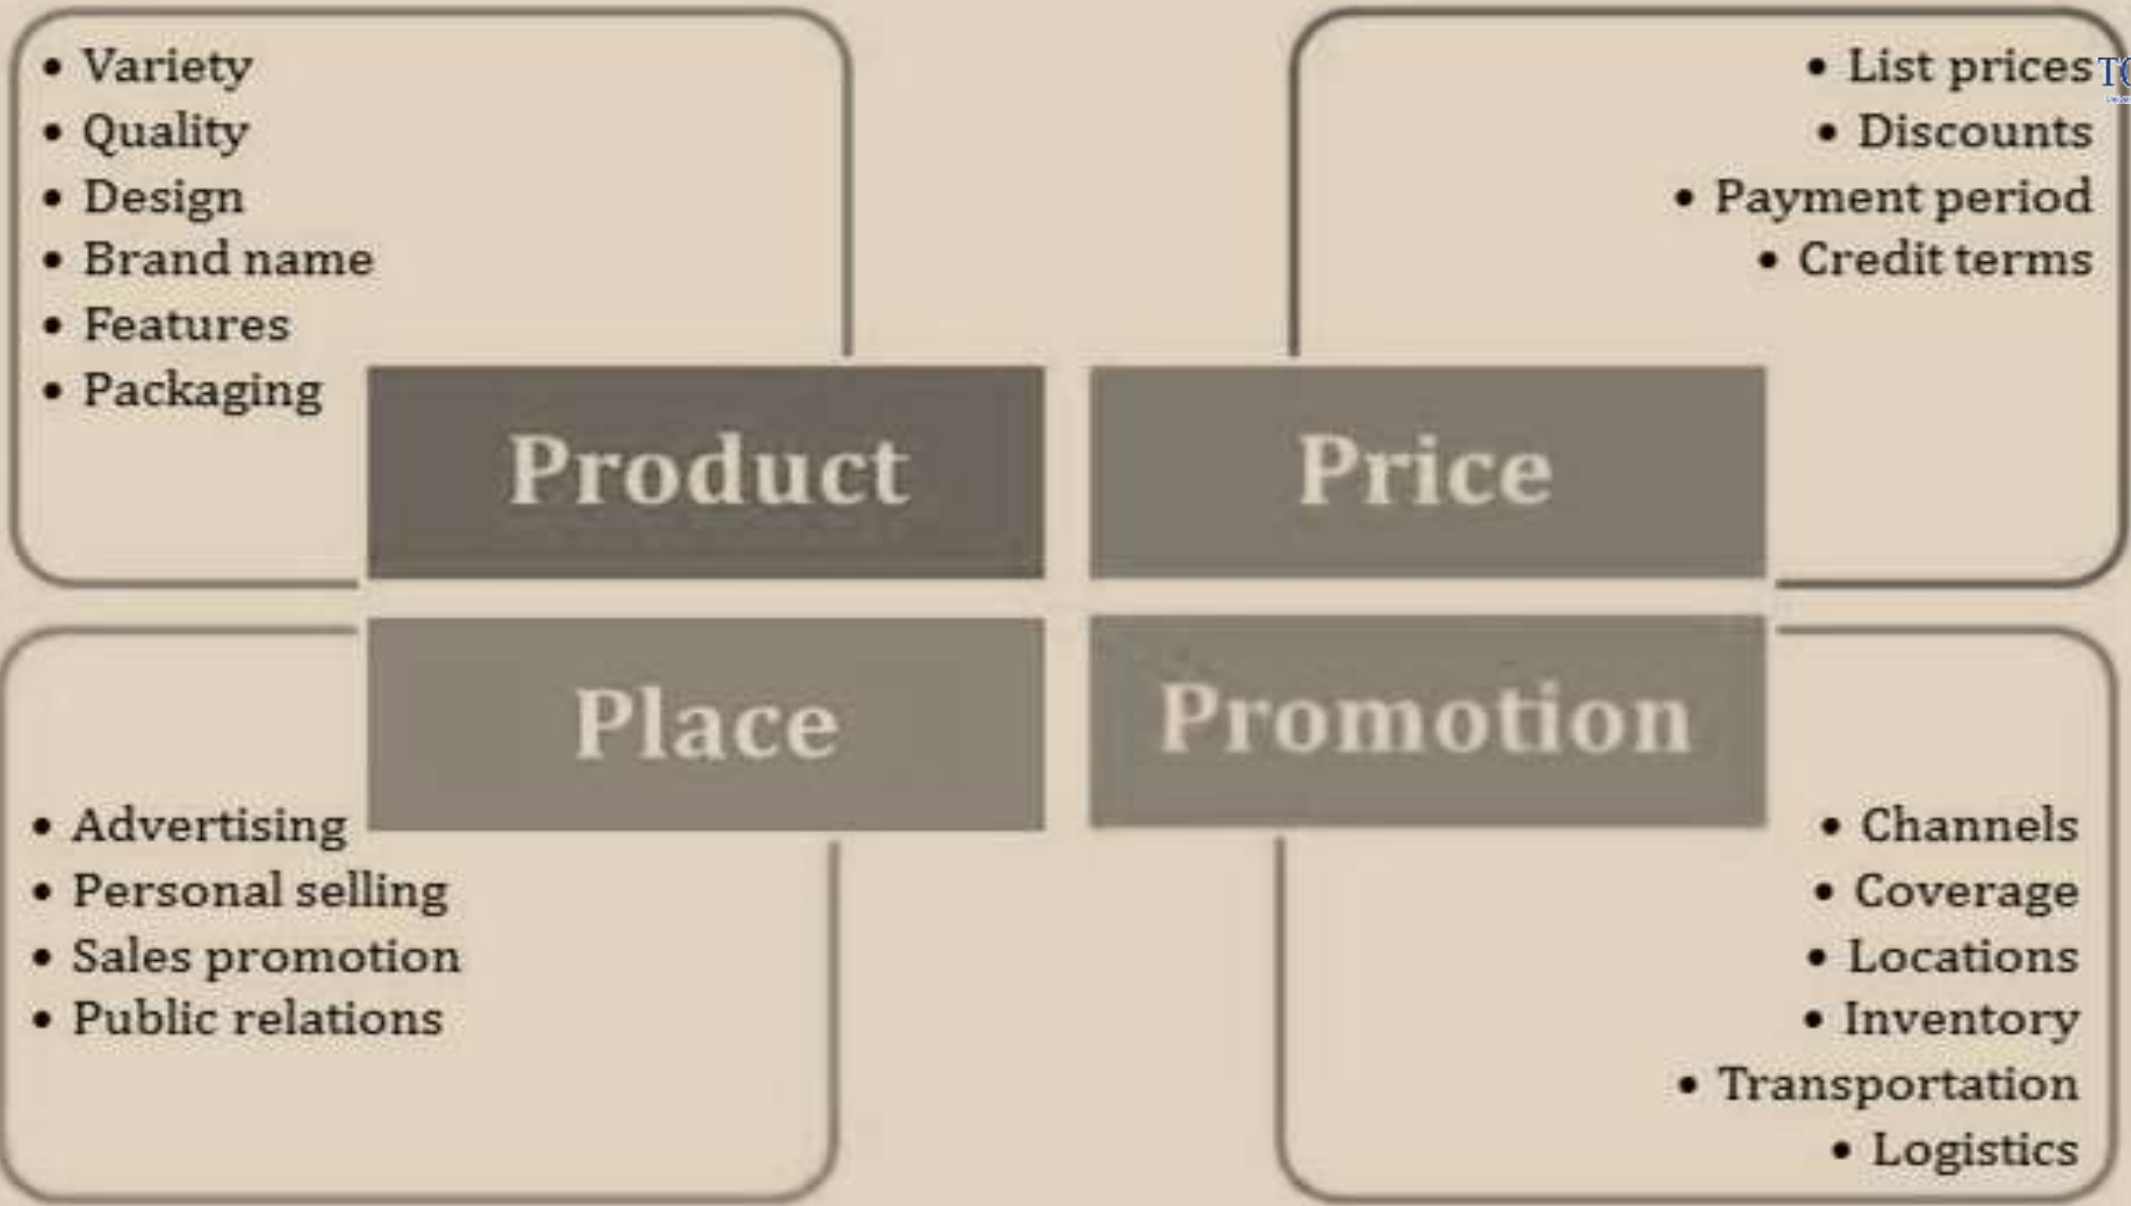 Variety
Quality
Design
Brand name
Features
Packaging
Product
List prices
Discounts
Payment period
Credit terms
Price
Place
Advertising
Personal selling
Sales promotion
Public relations
Promotion
Channels
Coverage
Locations
Inventory
Transportation
Logistics